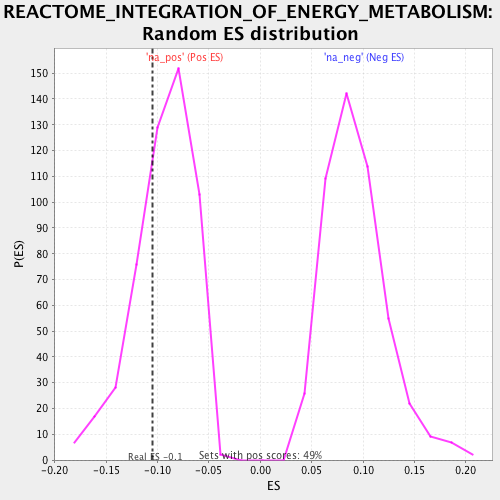 REACTOME_INTEGRATION_OF_ENERGY_METABOLISM:
Random ES distribution
'na_pos' (Pos ES)
'na_neg' (Neg ES)
150
140
130
120
110
100
90
80
70
60
50
40
30
20
10
0
P(ES)
Real ES -0.1
Sets with pos scores: 49%
-0.20 -0.15 -0.10 -0.05 0.00 0.05 0.10 0.15 0.20
ES